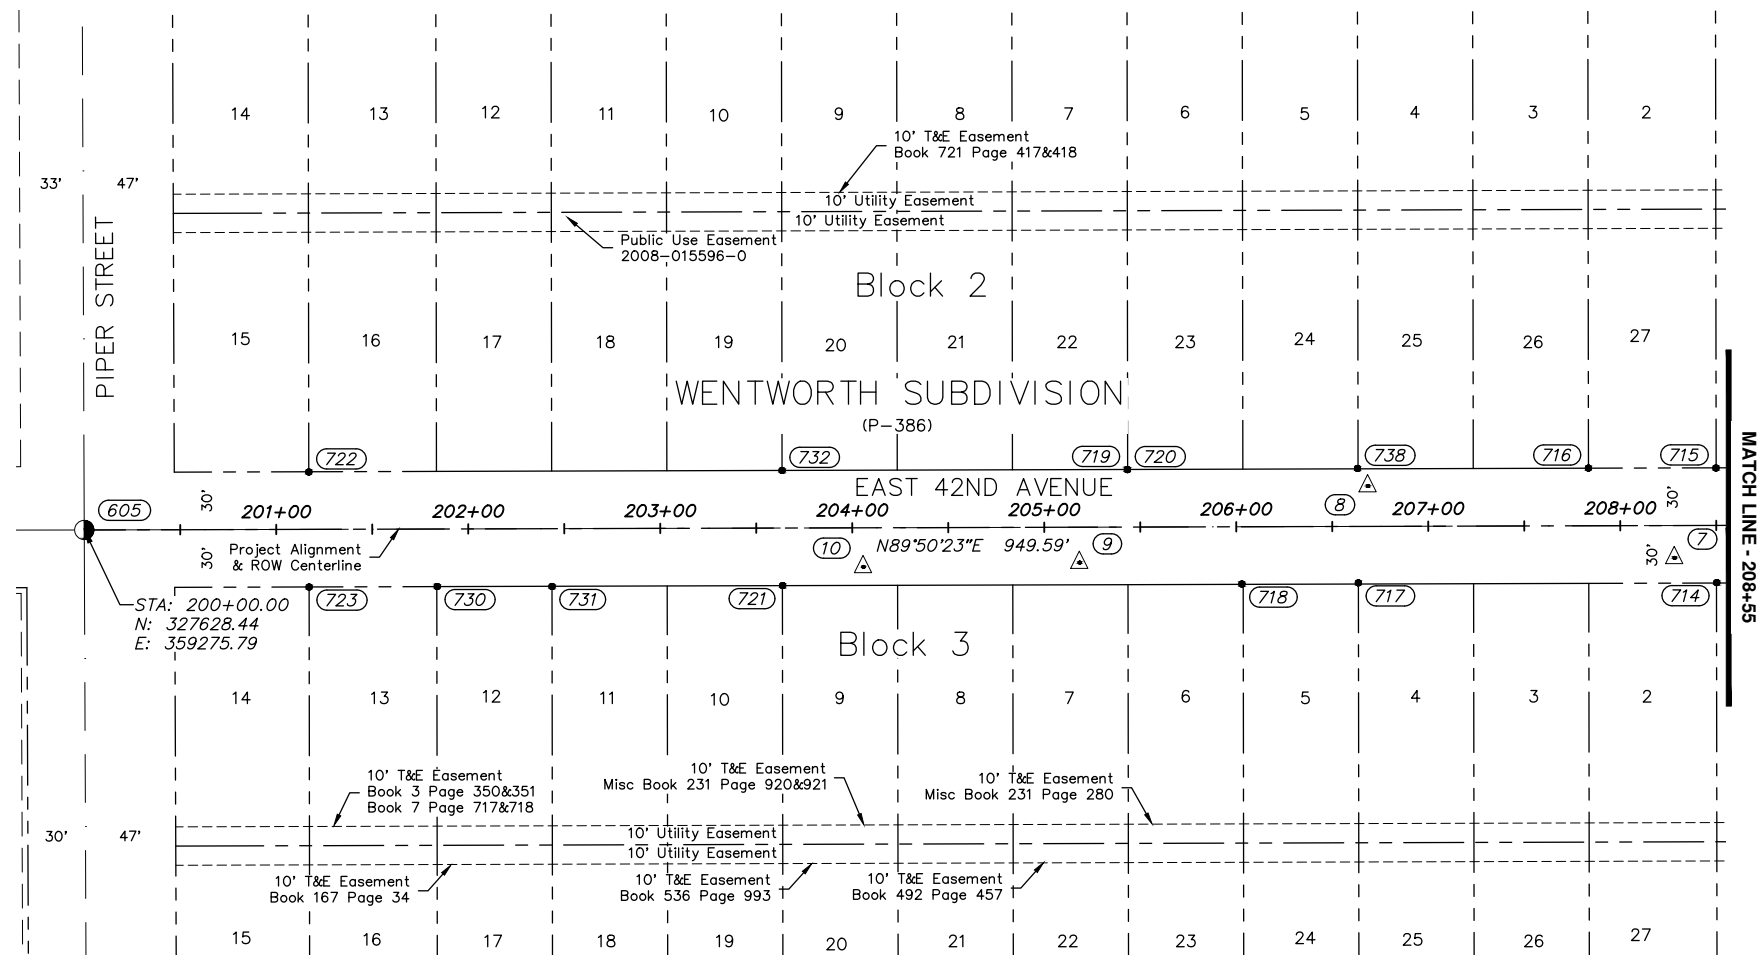 14 13 12 11 10 9 8 7 6 5 4 3 2
10' T&E Easement
Book 721 Page 417&418
33' 47'
10' Utility Easement
10' Utility Easement
Public Use Easement
2008-015596-0
PIPER STREET
Block 2
15 16 17 18 19 20 21 22 23 24 25 26 27
WENTWORTH SUBDIVISION
(P-386)
722 732 719 720 738 716 715
EAST 42ND AVENUE
605 30' 201+00 202+00 203+00 204+00 205+00 206+00 8 207+00 208+00 30'
MATCH LINE - 208+55
30' Project Alignment
& ROW Centerline
10 N89°50'23"E 949.59' 9 30' 7
723 730 731 721 718 717 714
STA: 200+00.00
N: 327628.44
E: 359275.79
Block 3
14 13 12 11 10 9 8 7 6 5 4 3 2
10' T&E Easement
Book 3 Page 350&351
Book 7 Page 717&718
10' T&E Easement
Misc Book 231 Page 920&921
10' T&E Easement
Misc Book 231 Page 280
30' 47'
10' Utility Easement
10' Utility Easement
10' T&E Easement
Book 167 Page 34
10' T&E Easement
Book 536 Page 993
10' T&E Easement
Book 492 Page 457
15 16 17 18 19 20 21 22 23 24 25 26 27